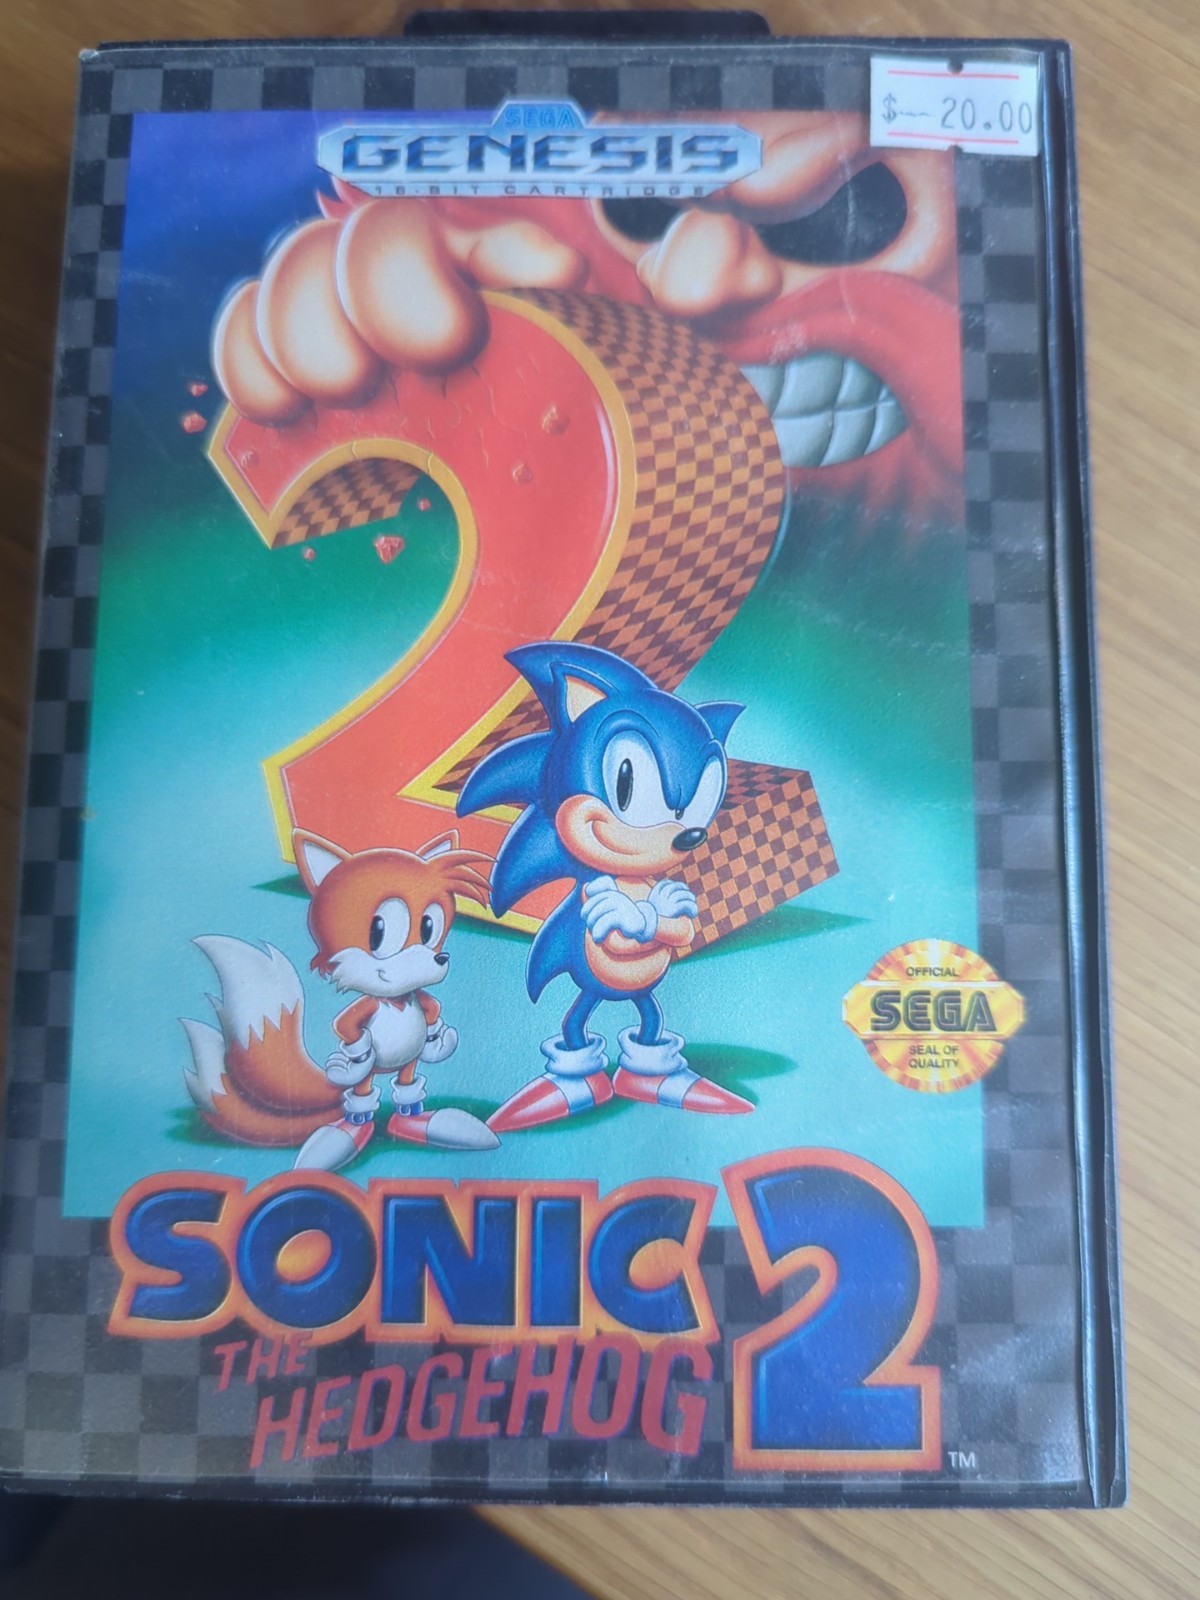 $-- 20.00
SEGA
GENESIS
16-BIT CARTRIDGE
OFFICIAL
SEGA
SEAL OF
QUALITY
SONIC 2
THE
HEDGEHOG
TM